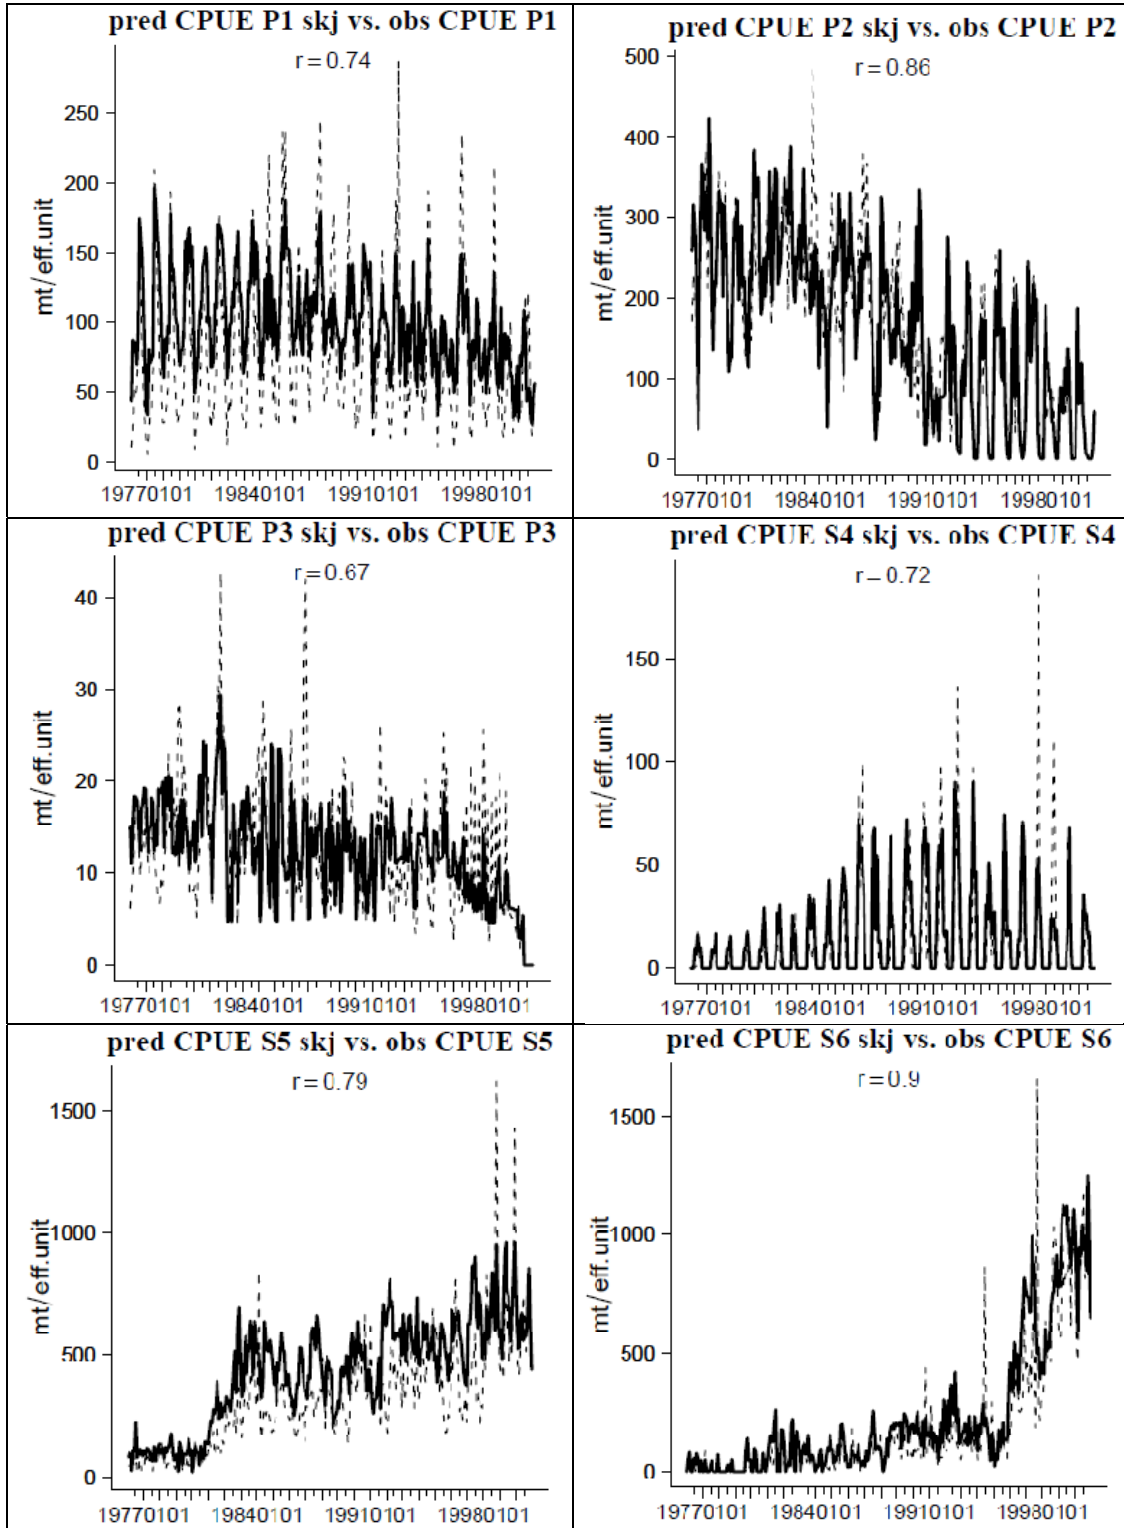 pred CPUE P1 skj vs. obs CPUE P1
r = 0.74
mt/eff.unit
250
200
150
100
50
0
19770101 19840101 19910101 19980101
pred CPUE P2 skj vs. obs CPUE P2
r = 0.86
mt/eff.unit
500
400
300
200
100
0
19770101 19840101 19910101 19980101
pred CPUE P3 skj vs. obs CPUE P3
r = 0.67
mt/eff.unit
40
30
20
10
0
19770101 19840101 19910101 19980101
pred CPUE S4 skj vs. obs CPUE S4
r = 0.72
mt/eff.unit
150
100
50
0
19770101 19840101 19910101 19980101
pred CPUE S5 skj vs. obs CPUE S5
r = 0.79
mt/eff.unit
1500
1000
500
0
19770101 19840101 19910101 19980101
pred CPUE S6 skj vs. obs CPUE S6
r = 0.9
mt/eff.unit
1500
1000
500
0
19770101 19840101 19910101 19980101